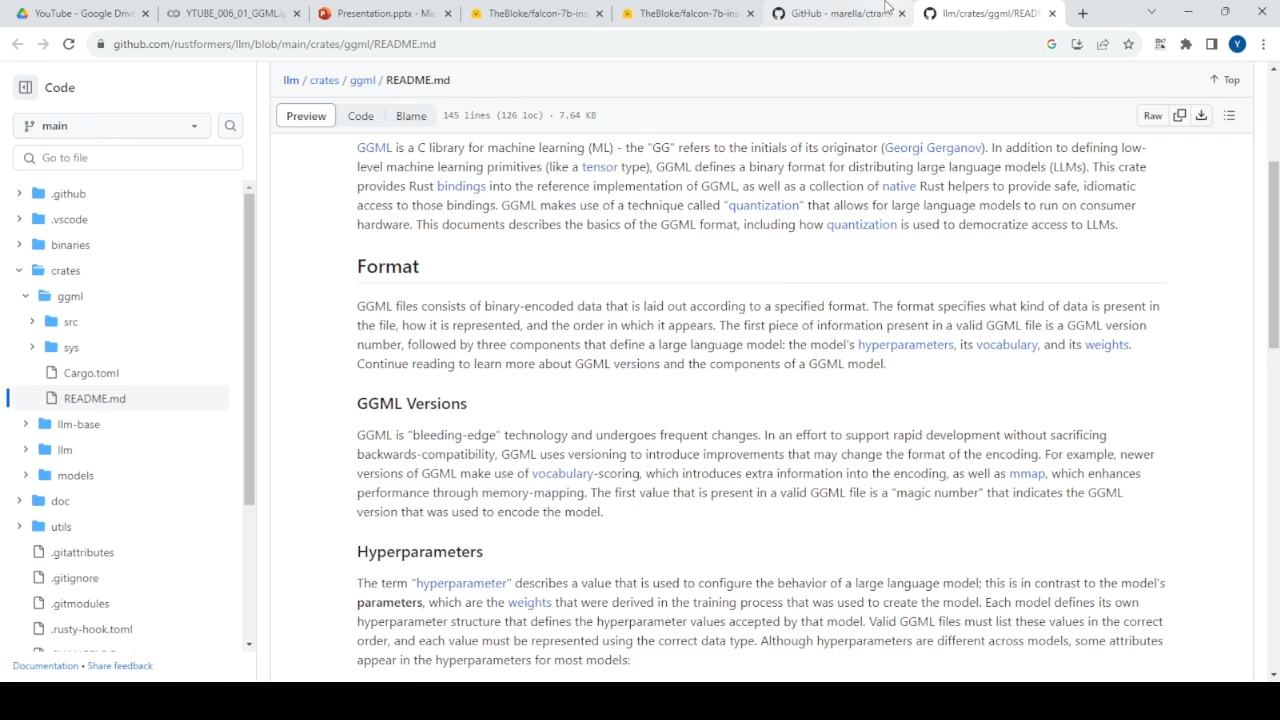 YouTube - Google Drive
YTUBE_006_01_GGML.i
Presentation.pptx - Mic
TheBloke/falcon-7b-ins
TheBloke/falcon-7b-ins
GitHub - marella/ctran
llm/crates/ggml/READ
github.com/rustformers/llm/blob/main/crates/ggml/README.md
Y
Code
main
Go to file
.github
.vscode
binaries
crates
ggml
src
sys
Cargo.toml
README.md
llm-base
llm
models
doc
utils
.gitattributes
.gitignore
.gitmodules
.rusty-hook.toml
Documentation • Share feedback
llm / crates / ggml / README.md
Top
Preview
Code
Blame
145 lines (126 loc) · 7.64 KB
Raw
GGML is a C library for machine learning (ML) - the "GG" refers to the initials of its originator (Georgi Gerganov). In addition to defining low-
level machine learning primitives (like a tensor type), GGML defines a binary format for distributing large language models (LLMs). This crate
provides Rust bindings into the reference implementation of GGML, as well as a collection of native Rust helpers to provide safe, idiomatic
access to those bindings. GGML makes use of a technique called "quantization" that allows for large language models to run on consumer
hardware. This documents describes the basics of the GGML format, including how quantization is used to democratize access to LLMs.
Format
GGML files consists of binary-encoded data that is laid out according to a specified format. The format specifies what kind of data is present in
the file, how it is represented, and the order in which it appears. The first piece of information present in a valid GGML file is a GGML version
number, followed by three components that define a large language model: the model's hyperparameters, its vocabulary, and its weights.
Continue reading to learn more about GGML versions and the components of a GGML model.
GGML Versions
GGML is "bleeding-edge" technology and undergoes frequent changes. In an effort to support rapid development without sacrificing
backwards-compatibility, GGML uses versioning to introduce improvements that may change the format of the encoding. For example, newer
versions of GGML make use of vocabulary-scoring, which introduces extra information into the encoding, as well as mmap, which enhances
performance through memory-mapping. The first value that is present in a valid GGML file is a "magic number" that indicates the GGML
version that was used to encode the model.
Hyperparameters
The term "hyperparameter" describes a value that is used to configure the behavior of a large language model; this is in contrast to the model's
parameters, which are the weights that were derived in the training process that was used to create the model. Each model defines its own
hyperparameter structure that defines the hyperparameter values accepted by that model. Valid GGML files must list these values in the correct
order, and each value must be represented using the correct data type. Although hyperparameters are different across models, some attributes
appear in the hyperparameters for most models: